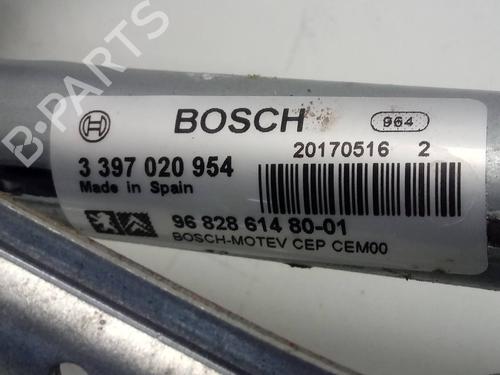 B-PARTS
BOSCH
964
3 397 020 954
20170516 2
Made in Spain
96 828 614 80-01
BOSCH-MOTEV CEP CEM00